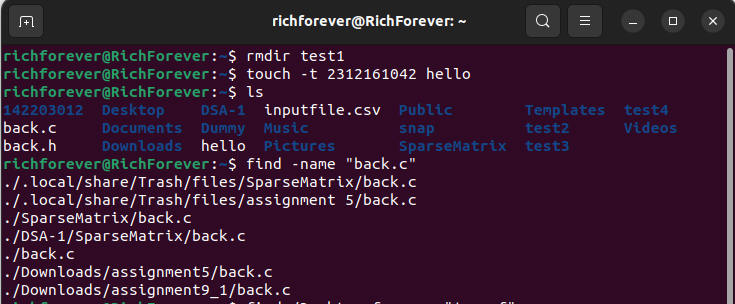 richforever@RichForever: ~
richforever@RichForever:~$ rmdir test1
richforever@RichForever:~$ touch -t 2312161042 hello
richforever@RichForever:~$ ls
142203012 Desktop DSA-1 inputfile.csv Public Templates test4
back.c Documents Dummy Music snap test2 Videos
back.h Downloads hello Pictures SparseMatrix test3
richforever@RichForever:~$ find -name "back.c"
./.local/share/Trash/files/SparseMatrix/back.c
./.local/share/Trash/files/assignment 5/back.c
./SparseMatrix/back.c
./DSA-1/SparseMatrix/back.c
./back.c
./Downloads/assignment5/back.c
./Downloads/assignment9_1/back.c